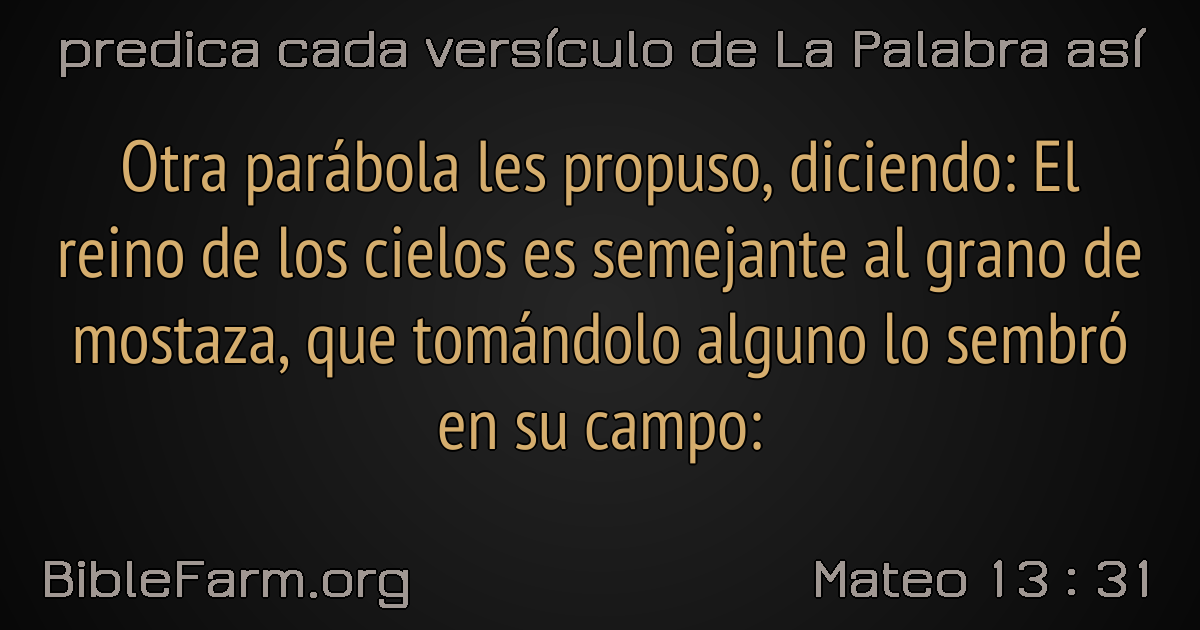 predica cada versículo de La Palabra así
Otra parábola les propuso, diciendo: El
reino de los cielos es semejante al grano de
mostaza, que tomándolo alguno lo sembró
en su campo:
BibleFarm.org
Mateo 13 : 31